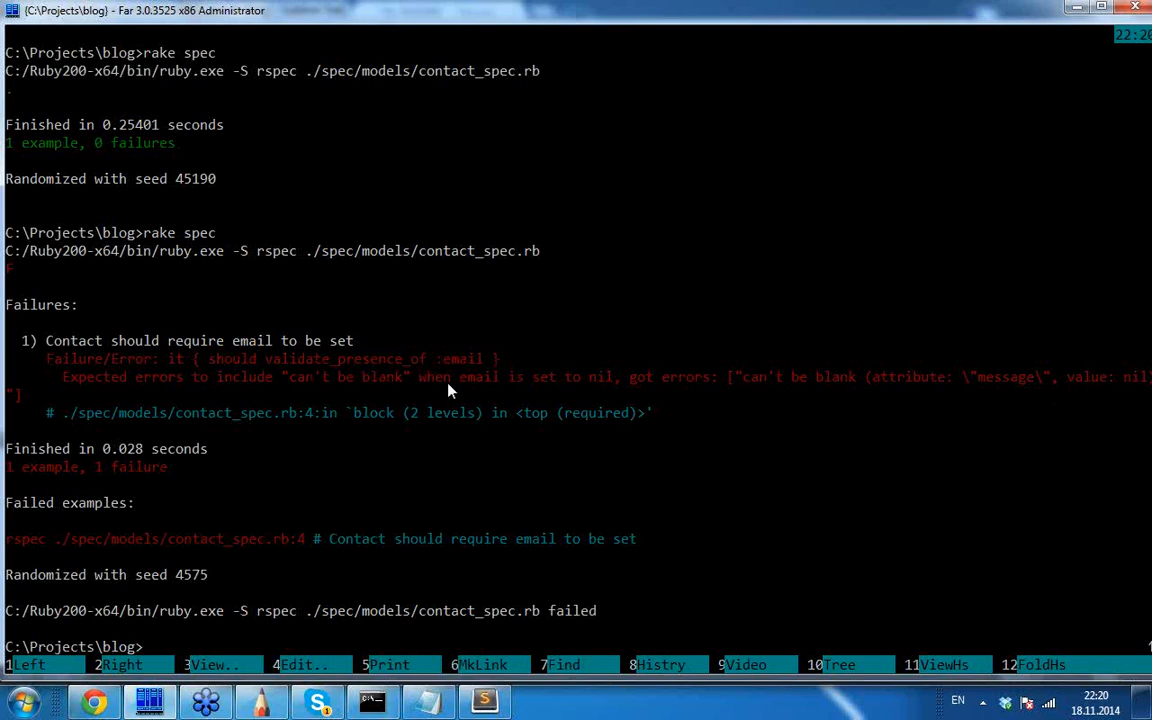 {C:\Projects\blog} - Far 3.0.3525 x86 Administrator
22:20
C:\Projects\blog>rake spec
C:/Ruby200-x64/bin/ruby.exe -S rspec ./spec/models/contact_spec.rb
.
Finished in 0.25401 seconds
1 example, 0 failures
Randomized with seed 45190
C:\Projects\blog>rake spec
C:/Ruby200-x64/bin/ruby.exe -S rspec ./spec/models/contact_spec.rb
F
Failures:
1) Contact should require email to be set
Failure/Error: it { should validate_presence_of :email }
Expected errors to include "can't be blank" when email is set to nil, got errors: ["can't be blank (attribute: \"message\", value: nil)
"]
# ./spec/models/contact_spec.rb:4:in `block (2 levels) in <top (required)>'
Finished in 0.028 seconds
1 example, 1 failure
Failed examples:
rspec ./spec/models/contact_spec.rb:4 # Contact should require email to be set
Randomized with seed 4575
C:/Ruby200-x64/bin/ruby.exe -S rspec ./spec/models/contact_spec.rb failed
C:\Projects\blog>
1Left 2Right 3View.. 4Edit.. 5Print 6MkLink 7Find 8Histry 9Video 10Tree 11ViewHs 12FoldHs
EN
22:20
18.11.2014